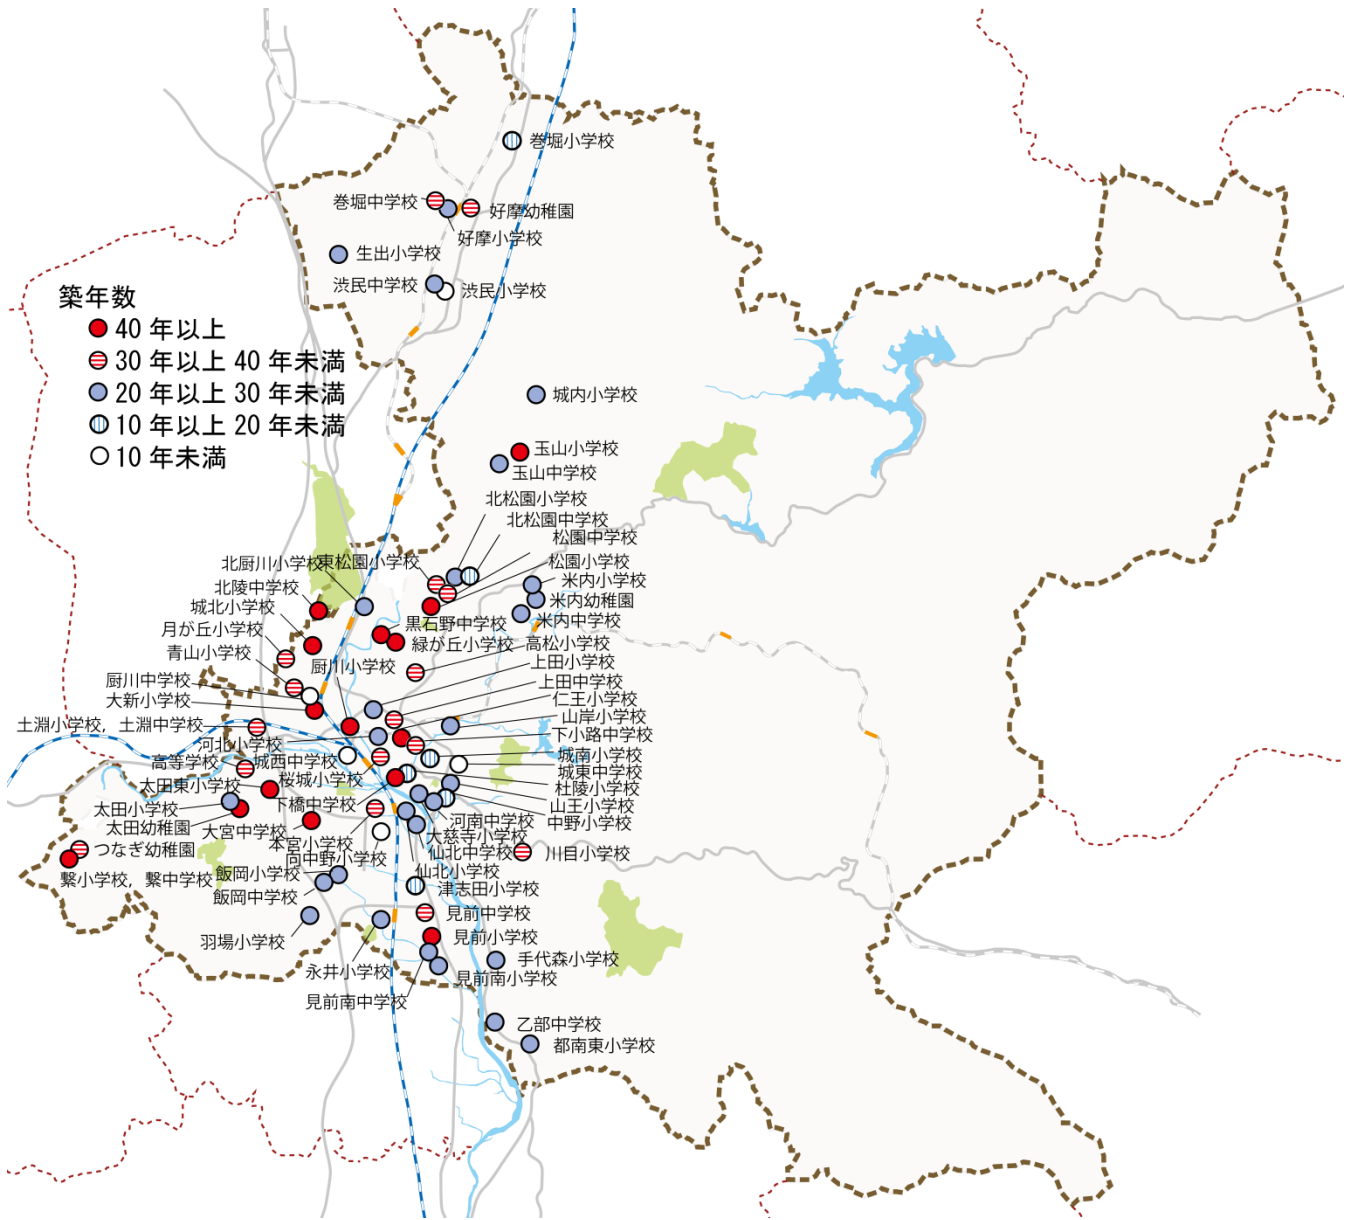 巻堀小学校
巻堀中学校
好摩幼稚園
好摩小学校
生出小学校
渋民中学校
渋民小学校
築年数
40 年以上
30 年以上 40 年未満
20 年以上 30 年未満
10 年以上 20 年未満
10 年未満
城内小学校
玉山小学校
玉山中学校
北松園小学校
北松園中学校
松園中学校
北厨川小学校
東松園小学校
松園小学校
米内小学校
北陵中学校
米内幼稚園
城北小学校
米内中学校
黒石野中学校
月が丘小学校
緑が丘小学校
高松小学校
青山小学校
厨川小学校
上田小学校
厨川中学校
上田中学校
大新小学校
仁王小学校
山岸小学校
土淵小学校，土淵中学校
下小路中学校
河北小学校
城南小学校
高等学校
城西中学校
城東中学校
太田東小学校
桜城小学校
杜陵小学校
太田小学校
下橋中学校
山王小学校
太田幼稚園
河南中学校
中野小学校
大宮中学校
大慈寺小学校
本宮小学校
つなぎ幼稚園
向中野小学校
仙北中学校
川目小学校
繋小学校，繋中学校
飯岡小学校
仙北小学校
飯岡中学校
津志田小学校
見前中学校
羽場小学校
見前小学校
手代森小学校
永井小学校
見前南小学校
見前南中学校
乙部中学校
都南東小学校